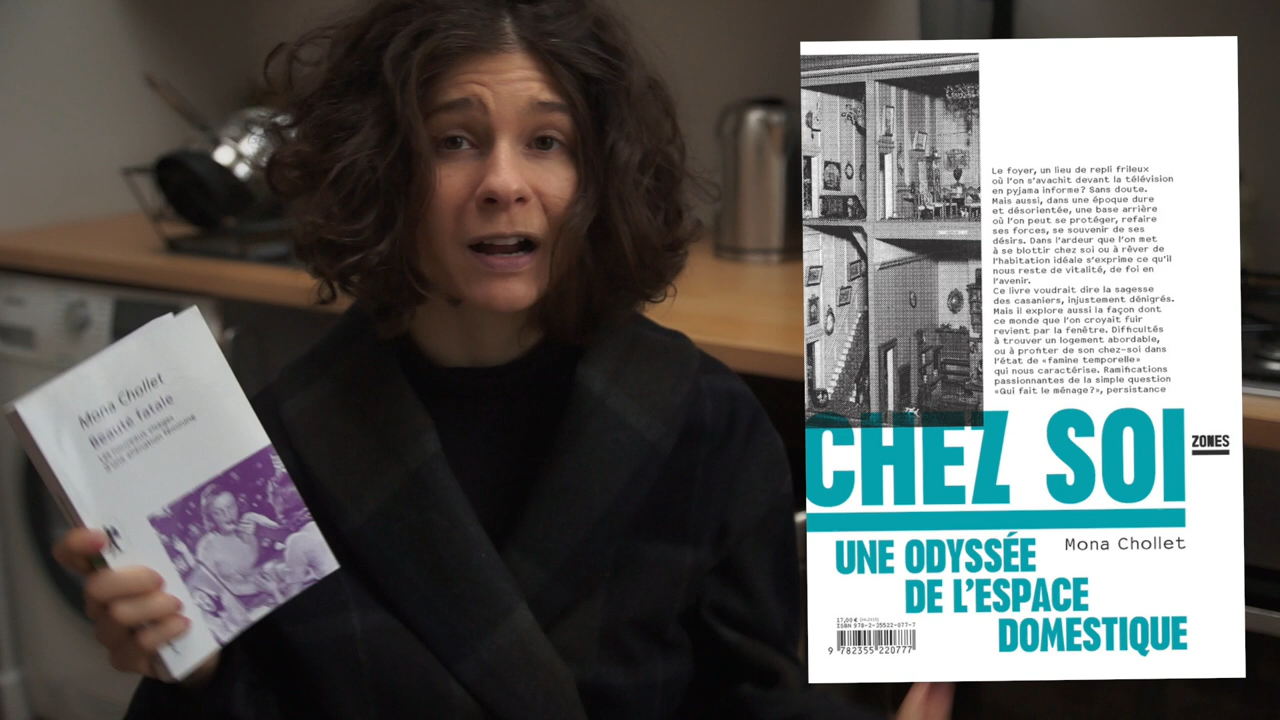 Mona Chollet
Beauté fatale
Les nouveaux visages
d'une aliénation féminine
Le foyer, un lieu de repli frileux
où l'on s'avachit devant la télévision
en pyjama informe ? Sans doute.
Mais aussi, dans une époque dure
et désorientée, une base arrière
où l'on peut se protéger, refaire
ses forces, se souvenir de ses
désirs. Dans l'ardeur que l'on met
à se blottir chez soi ou à rêver de
l'habitation idéale s'exprime ce qu'il
nous reste de vitalité, de foi en
l'avenir.
Ce livre voudrait dire la sagesse
des casaniers, injustement dénigrés.
Mais il explore aussi la façon dont
ce monde que l'on croyait fuir
revient par la fenêtre. Difficultés
à trouver un logement abordable,
ou à profiter de son chez-soi dans
l'état de «famine temporelle»
qui nous caractérise. Ramifications
passionnantes de la simple question
«Qui fait le ménage?», persistance
CHEZ SOI
ZONES
Mona Chollet
UNE ODYSSÉE
DE L'ESPACE
DOMESTIQUE
17,00 €
ISBN 978-2-35522-077-7
9 782355 220777